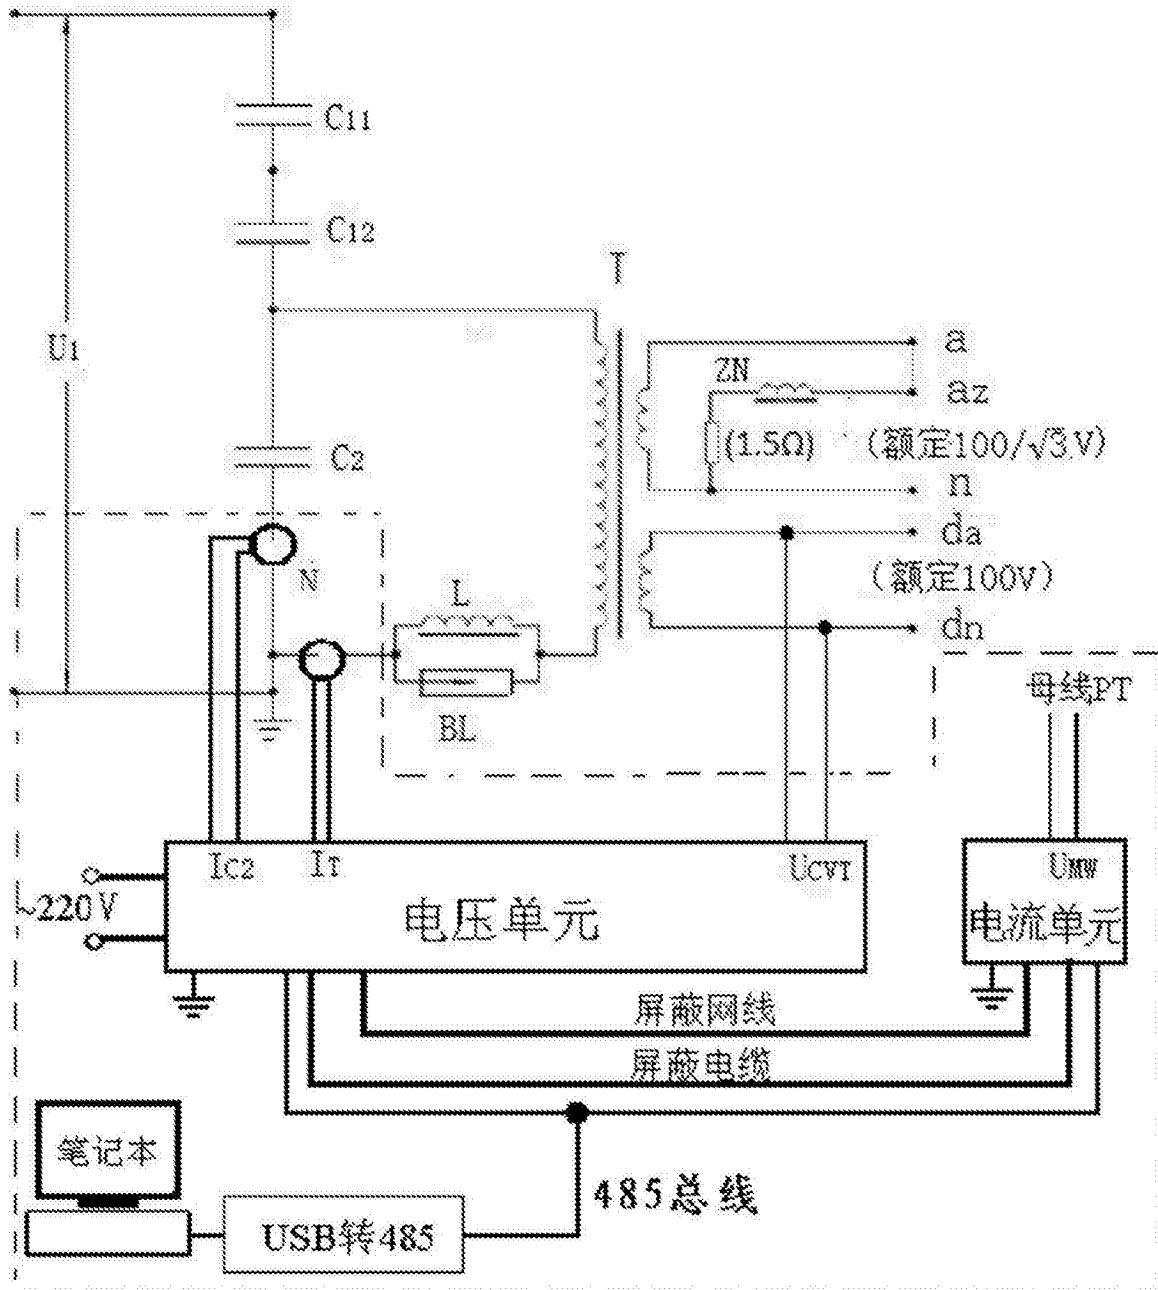 C11
C12
T
U1
a
ZN
az
(1.5Ω)
（额定100/√3V）
C2
n
da
N
（额定100V）
L
dn
母线PT
BL
IC2
IT
UCVT
UMW
~220V
电压单元
电流单元
屏蔽网线
屏蔽电缆
笔记本
485总线
USB转485